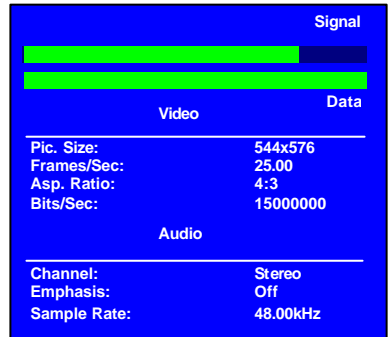 Signal
Data
Video
Pic. Size: 544x576
Frames/Sec: 25.00
Asp. Ratio: 4:3
Bits/Sec: 15000000
Audio
Channel: Stereo
Emphasis: Off
Sample Rate: 48.00kHz